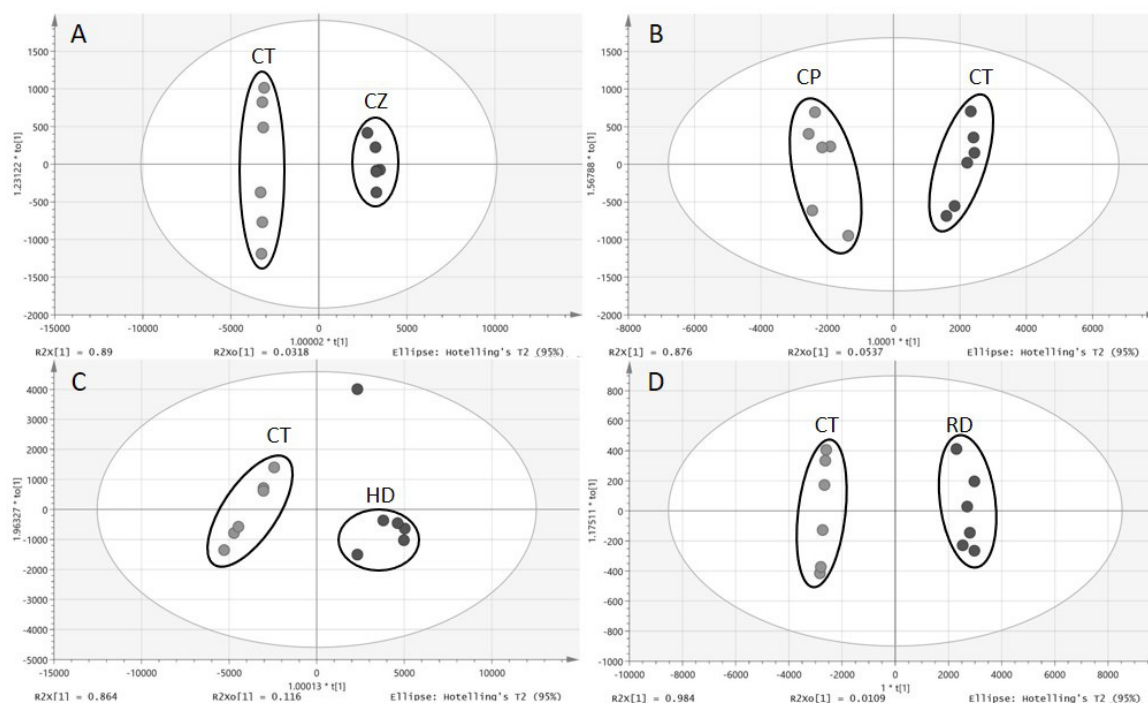 A
CT
CZ
1500
1000
500
0
-500
-1000
-1500
-2000
1.23122 * to[1]
-15000 -10000 -5000 0 5000 10000
1.00002 * t[1]
R2X[1] = 0.89 R2Xo[1] = 0.0318 Ellipse: Hotelling's T2 (95%)
B
CP
CT
1500
1000
500
0
-500
-1000
-1500
-2000
1.56788 * to[1]
-8000 -6000 -4000 -2000 0 2000 4000 6000
1.0001 * t[1]
R2X[1] = 0.876 R2Xo[1] = 0.0537 Ellipse: Hotelling's T2 (95%)
C
CT
HD
4000
3000
2000
1000
0
-1000
-2000
-3000
-4000
-5000
1.96327 * to[1]
-15000 -10000 -5000 0 5000 10000
1.00013 * t[1]
R2X[1] = 0.864 R2Xo[1] = 0.116 Ellipse: Hotelling's T2 (95%)
D
CT
RD
800
600
400
200
0
-200
-400
-600
-800
-1000
1.17511 * to[1]
-10000 -8000 -6000 -4000 -2000 0 2000 4000 6000 8000
1 * t[1]
R2X[1] = 0.984 R2Xo[1] = 0.0109 Ellipse: Hotelling's T2 (95%)